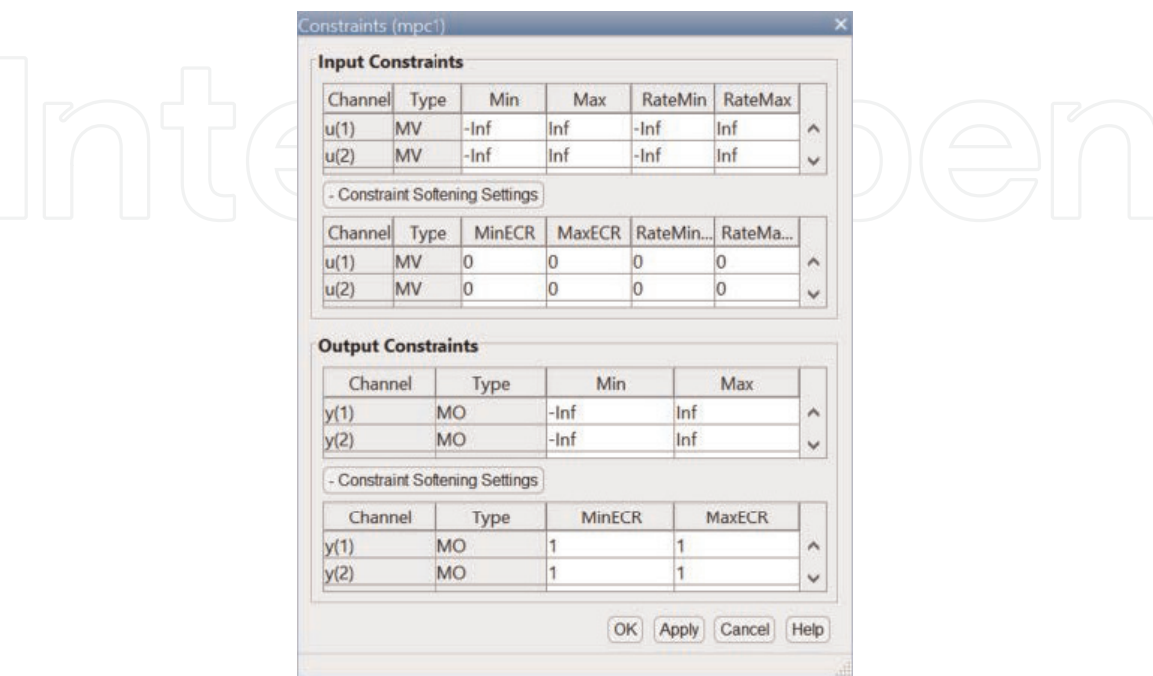 Constraints (mpc1)
Input Constraints
Channel Type Min Max RateMin RateMax
u(1) MV -Inf Inf -Inf Inf
u(2) MV -Inf Inf -Inf Inf
- Constraint Softening Settings
Channel Type MinECR MaxECR RateMin... RateMa...
u(1) MV 0 0 0 0
u(2) MV 0 0 0 0
Output Constraints
Channel Type Min Max
y(1) MO -Inf Inf
y(2) MO -Inf Inf
- Constraint Softening Settings
Channel Type MinECR MaxECR
y(1) MO 1 1
y(2) MO 1 1
OK Apply Cancel Help